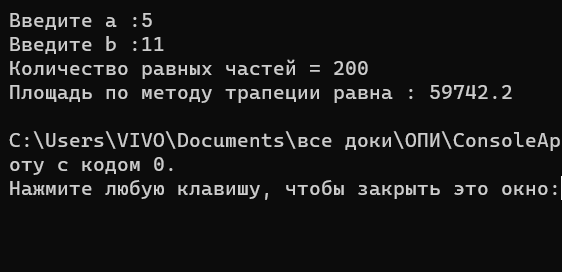 Введите a :5
Введите b :11
Количество равных частей = 200
Площадь по методу трапеции равна : 59742.2
C:\Users\VIVO\Documents\все доки\ОПИ\ConsoleAp
оту с кодом 0.
Нажмите любую клавишу, чтобы закрыть это окно: